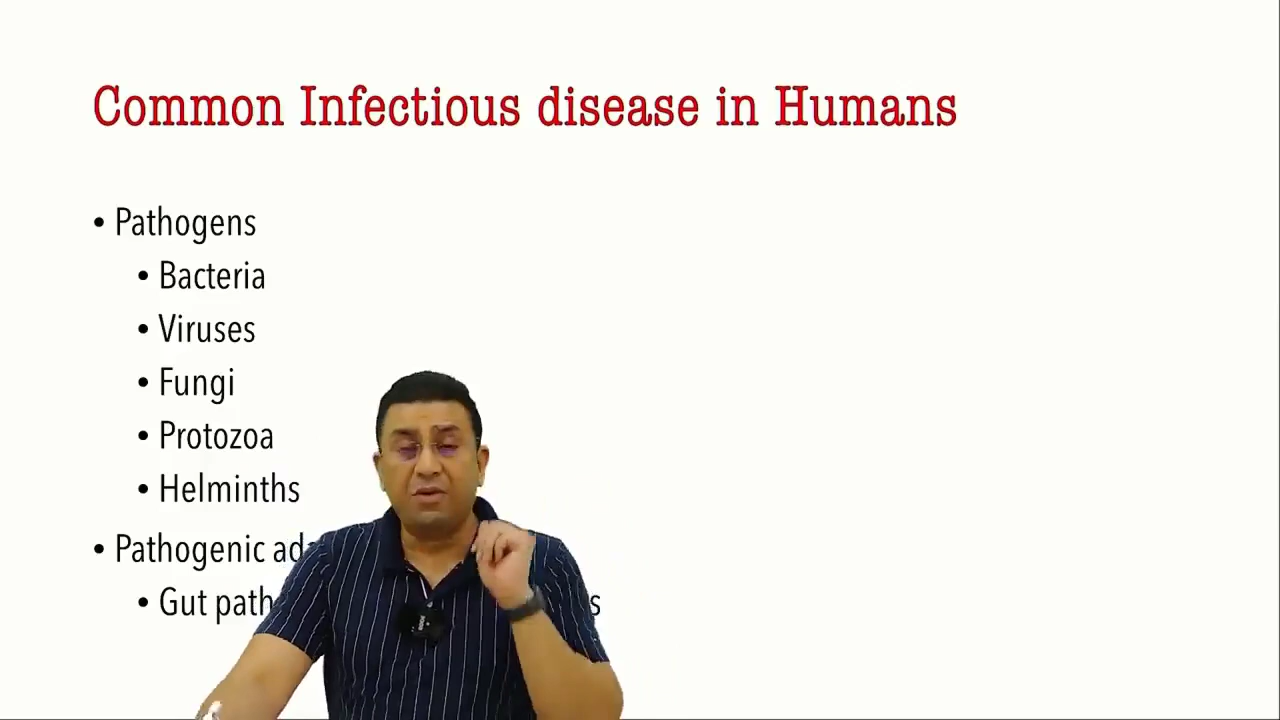 Common Infectious disease in Humans
• Pathogens
• Bacteria
• Viruses
• Fungi
• Protozoa
• Helminths
• Pathogenic
• Gut